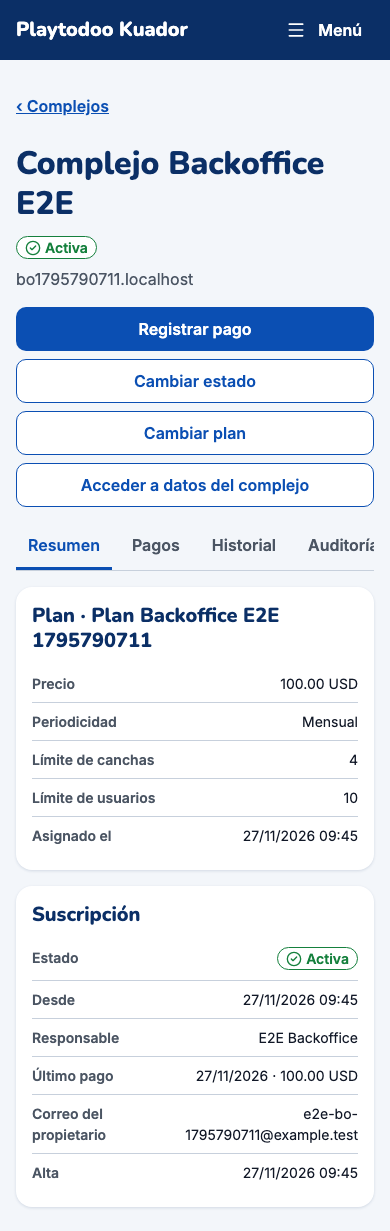 Playtodoo Kuador
☰ Menú
‹ Complejos
Complejo Backoffice
E2E
Activa
bo1795790711.localhost
Registrar pago
Cambiar estado
Cambiar plan
Acceder a datos del complejo
Resumen Pagos Historial Auditoría
Plan · Plan Backoffice E2E
1795790711
Precio 100.00 USD
Periodicidad Mensual
Límite de canchas 4
Límite de usuarios 10
Asignado el 27/11/2026 09:45
Suscripción
Estado Activa
Desde 27/11/2026 09:45
Responsable E2E Backoffice
Último pago 27/11/2026 · 100.00 USD
Correo del propietario e2e-bo-
1795790711@example.test
Alta 27/11/2026 09:45